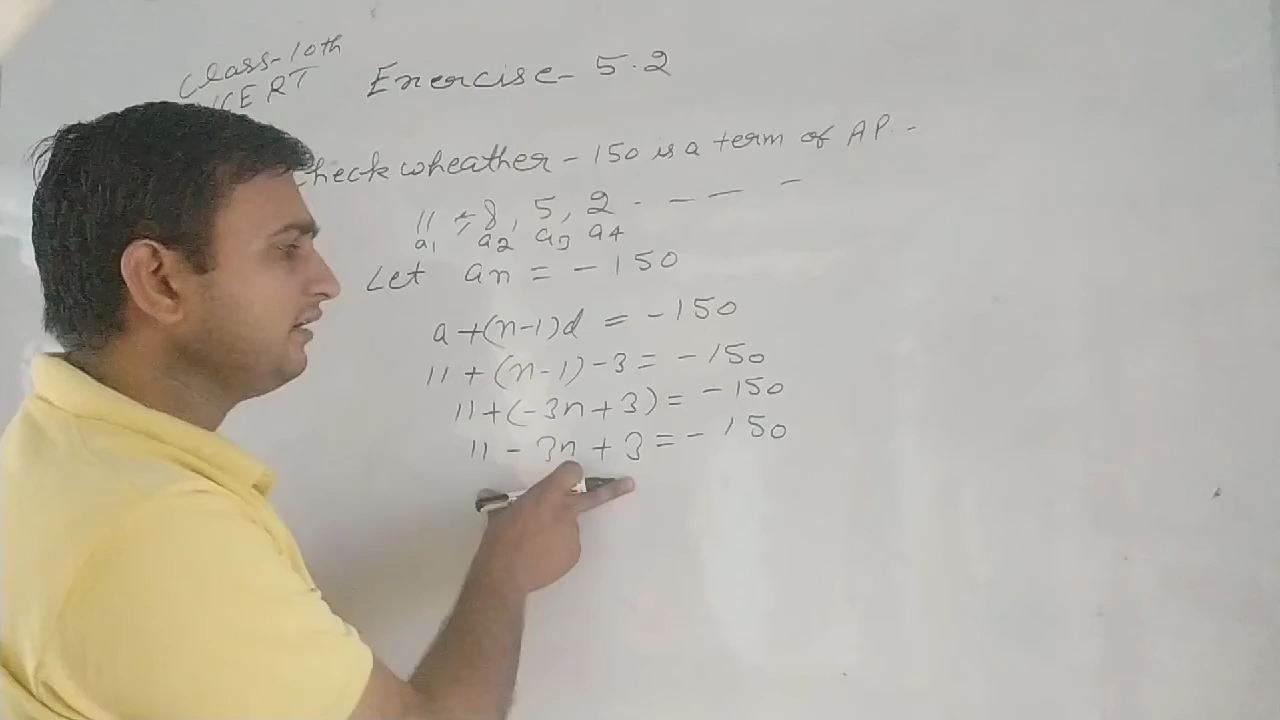 Class-10th
CERT Exercise- 5.2
Check wheather -150 is a term of AP.-
11, 8, 5, 2 . - - -
a1 a2 a3 a4
Let an = -150
a+(n-1)d = -150
11+(n-1)-3= -150
11+(-3n+3)= -150
11-3n+3=-150